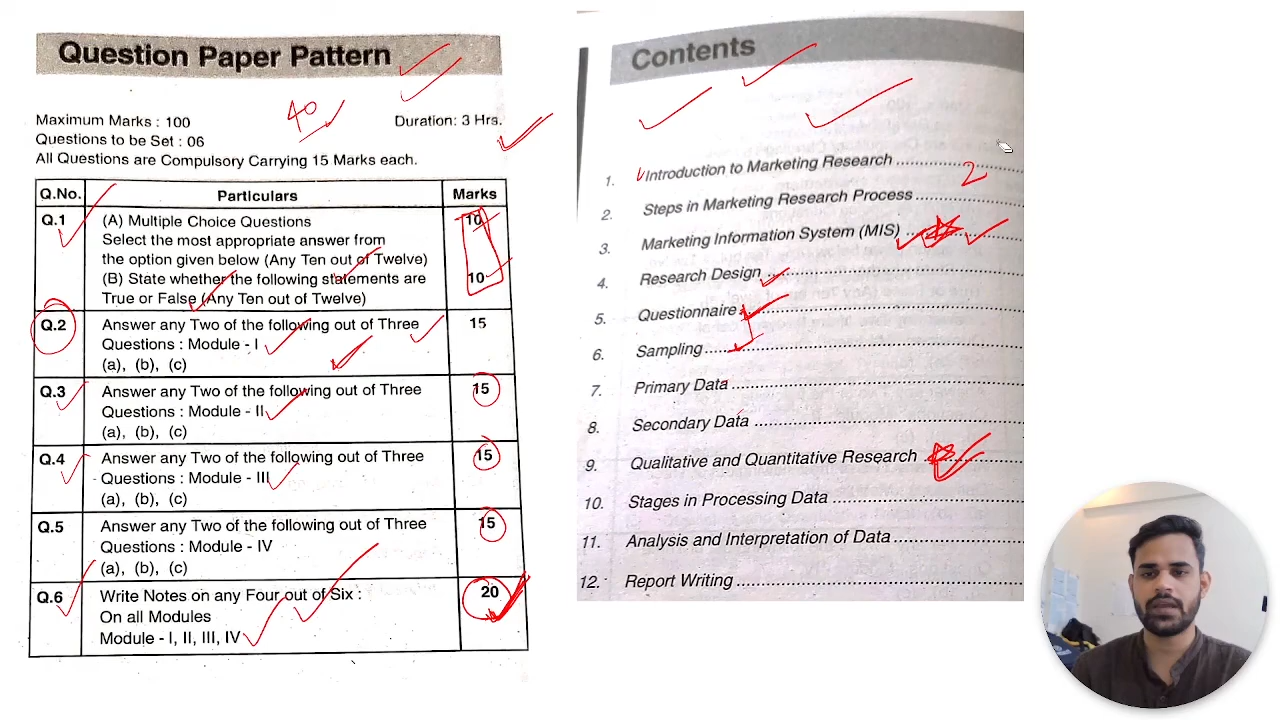 Question Paper Pattern
40
Maximum Marks : 100
Duration: 3 Hrs.
Questions to be Set : 06
All Questions are Compulsory Carrying 15 Marks each.
Q.No. Particulars Marks
Q.1 (A) Multiple Choice Questions 10
Select the most appropriate answer from
the option given below (Any Ten out of Twelve)
(B) State whether the following statements are 10
True or False (Any Ten out of Twelve)
Q.2 Answer any Two of the following out of Three 15
Questions : Module - I
(a), (b), (c)
Q.3 Answer any Two of the following out of Three 15
Questions : Module - II
(a), (b), (c)
Q.4 Answer any Two of the following out of Three 15
Questions : Module - III
(a), (b), (c)
Q.5 Answer any Two of the following out of Three 15
Questions : Module - IV
(a), (b), (c)
Q.6 Write Notes on any Four out of Six : 20
On all Modules
Module - I, II, III, IV
Contents
1. Introduction to Marketing Research
2
2. Steps in Marketing Research Process
3. Marketing Information System (MIS)
4. Research Design
5. Questionnaire
6. Sampling
7. Primary Data
8. Secondary Data
9. Qualitative and Quantitative Research
10. Stages in Processing Data
11. Analysis and Interpretation of Data
12. Report Writing